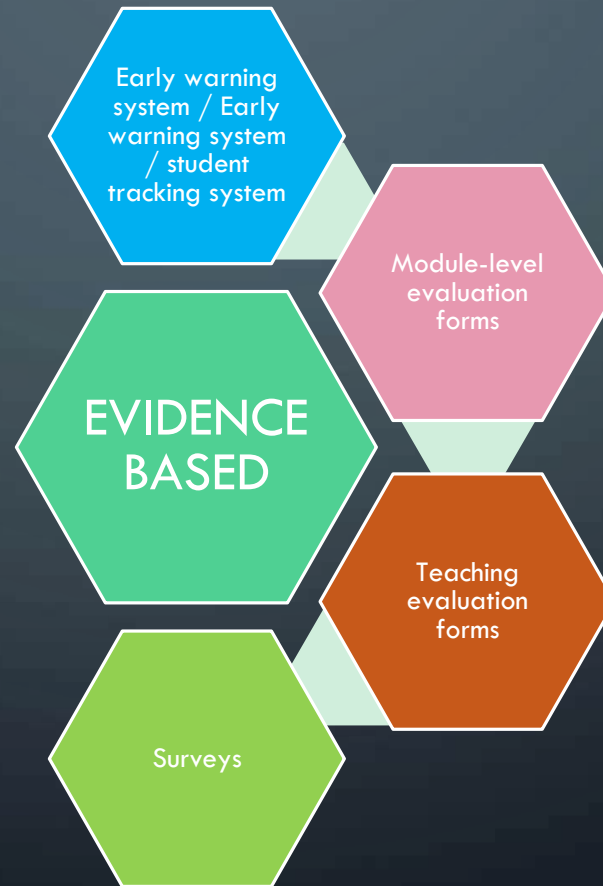 Early warning
system / Early
warning system
/ student
tracking system
Module-level
evaluation
forms
EVIDENCE
BASED
Teaching
evaluation
forms
Surveys